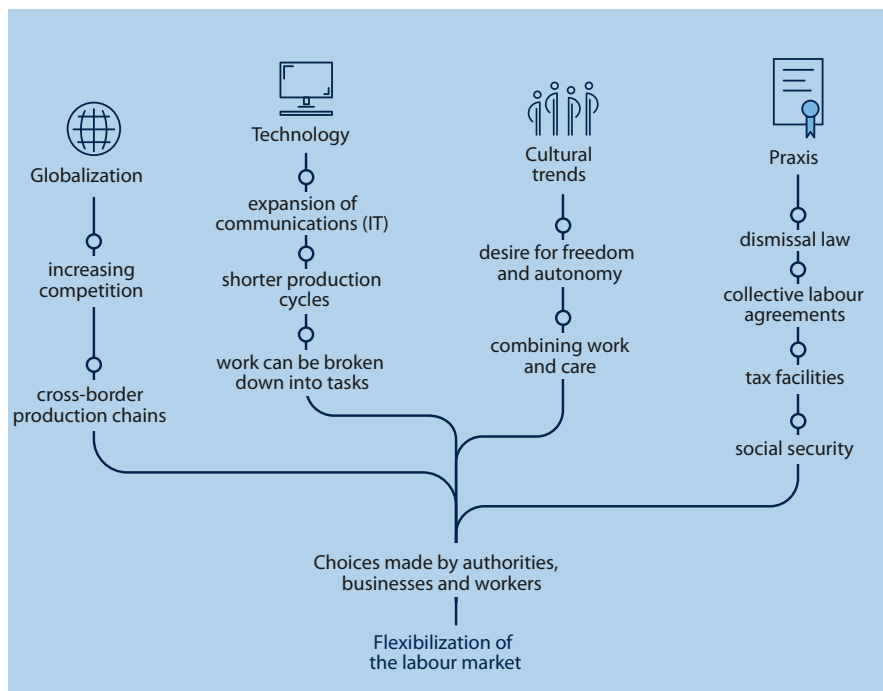 Globalization
increasing
competition
cross-border
production chains
Technology
expansion of
communications (IT)
shorter production
cycles
work can be broken
down into tasks
Cultural
trends
desire for freedom
and autonomy
combining work
and care
Praxis
dismissal law
collective labour
agreements
tax facilities
social security
Choices made by authorities,
businesses and workers
Flexibilization of
the labour market